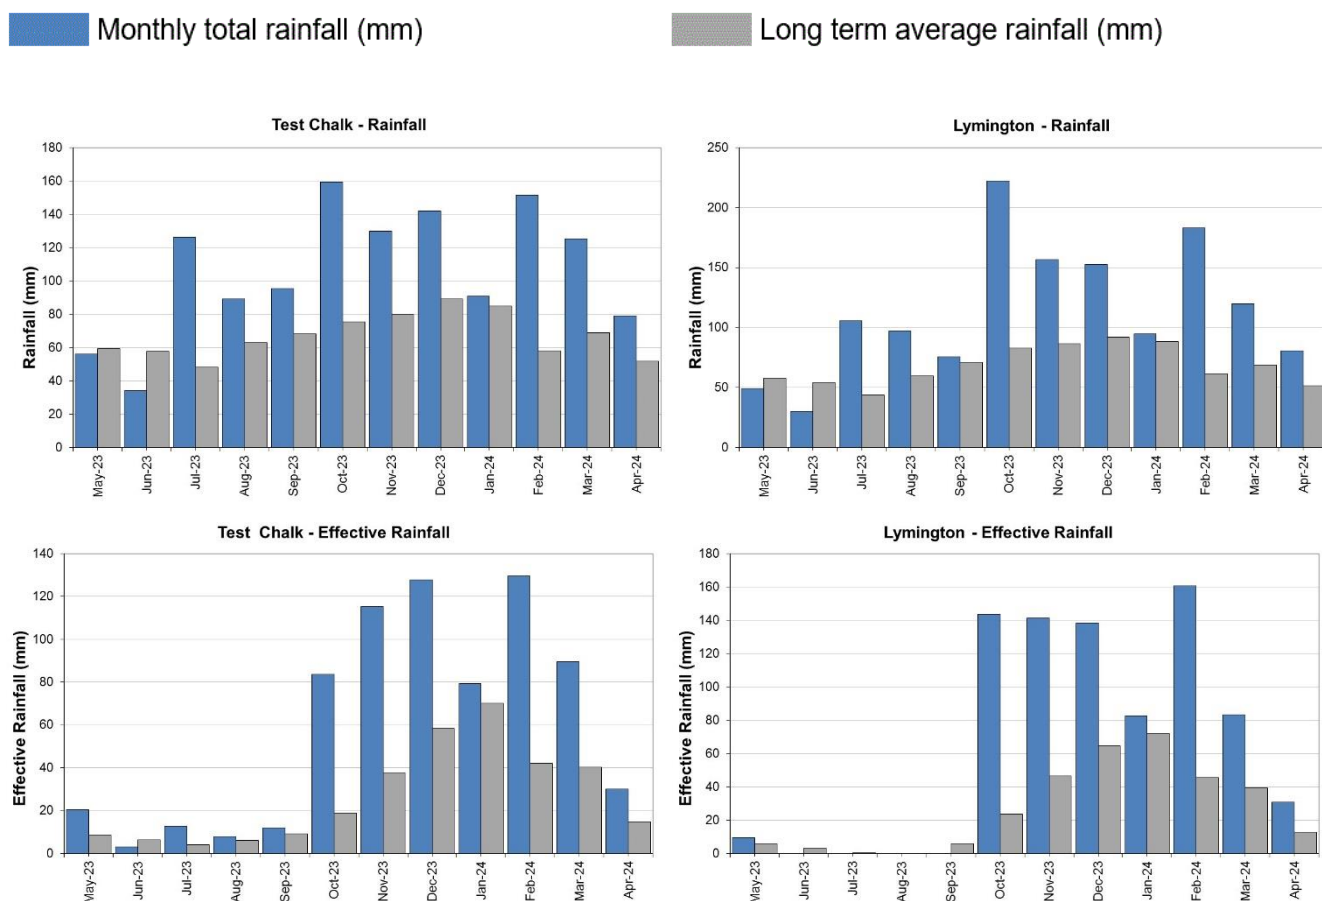 Monthly total rainfall (mm)
Long term average rainfall (mm)
Test Chalk - Rainfall
Rainfall (mm)
180
160
140
120
100
80
60
40
20
0
May-23
Jun-23
Jul-23
Aug-23
Sep-23
Oct-23
Nov-23
Dec-23
Jan-24
Feb-24
Mar-24
Apr-24
Lymington - Rainfall
Rainfall (mm)
250
200
150
100
50
0
May-23
Jun-23
Jul-23
Aug-23
Sep-23
Oct-23
Nov-23
Dec-23
Jan-24
Feb-24
Mar-24
Apr-24
Test Chalk - Effective Rainfall
Effective Rainfall (mm)
140
120
100
80
60
40
20
0
May-23
Jun-23
Jul-23
Aug-23
Sep-23
Oct-23
Nov-23
Dec-23
Jan-24
Feb-24
Mar-24
Apr-24
Lymington - Effective Rainfall
Effective Rainfall (mm)
180
160
140
120
100
80
60
40
20
0
May-23
Jun-23
Jul-23
Aug-23
Sep-23
Oct-23
Nov-23
Dec-23
Jan-24
Feb-24
Mar-24
Apr-24